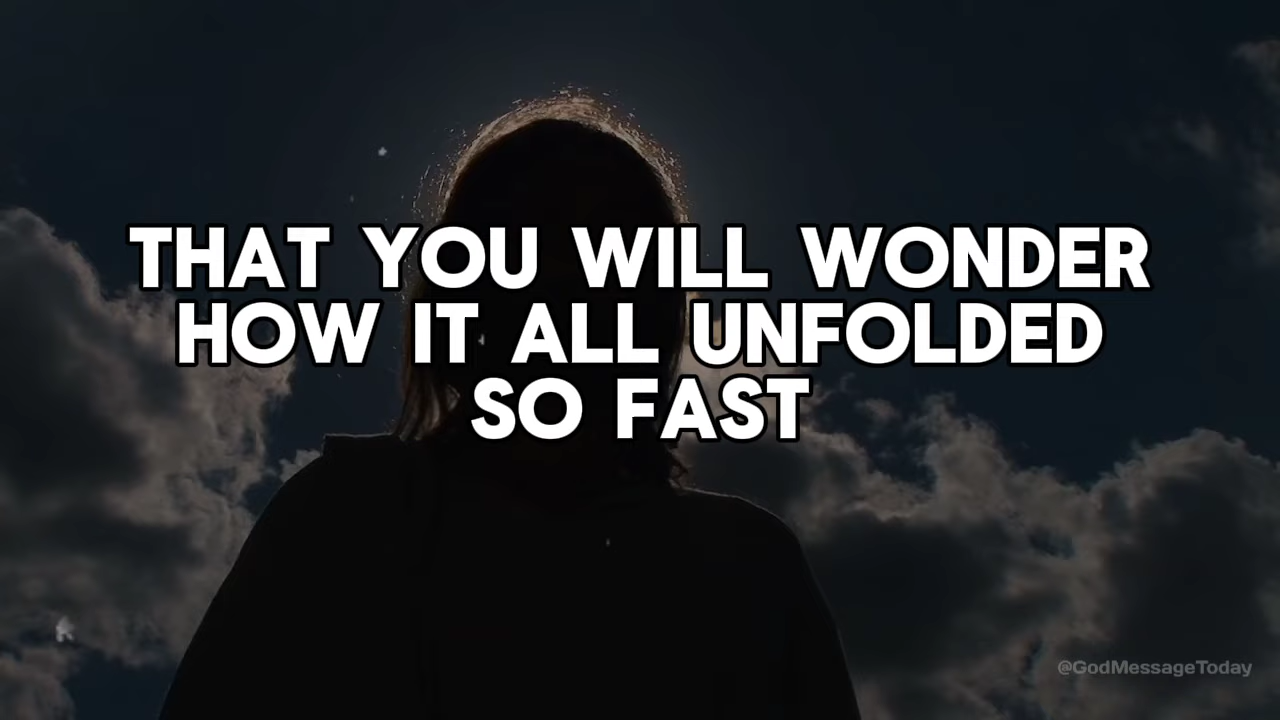 THAT YOU WILL WONDER
HOW IT ALL UNFOLDED
SO FAST
@GodMessageToday